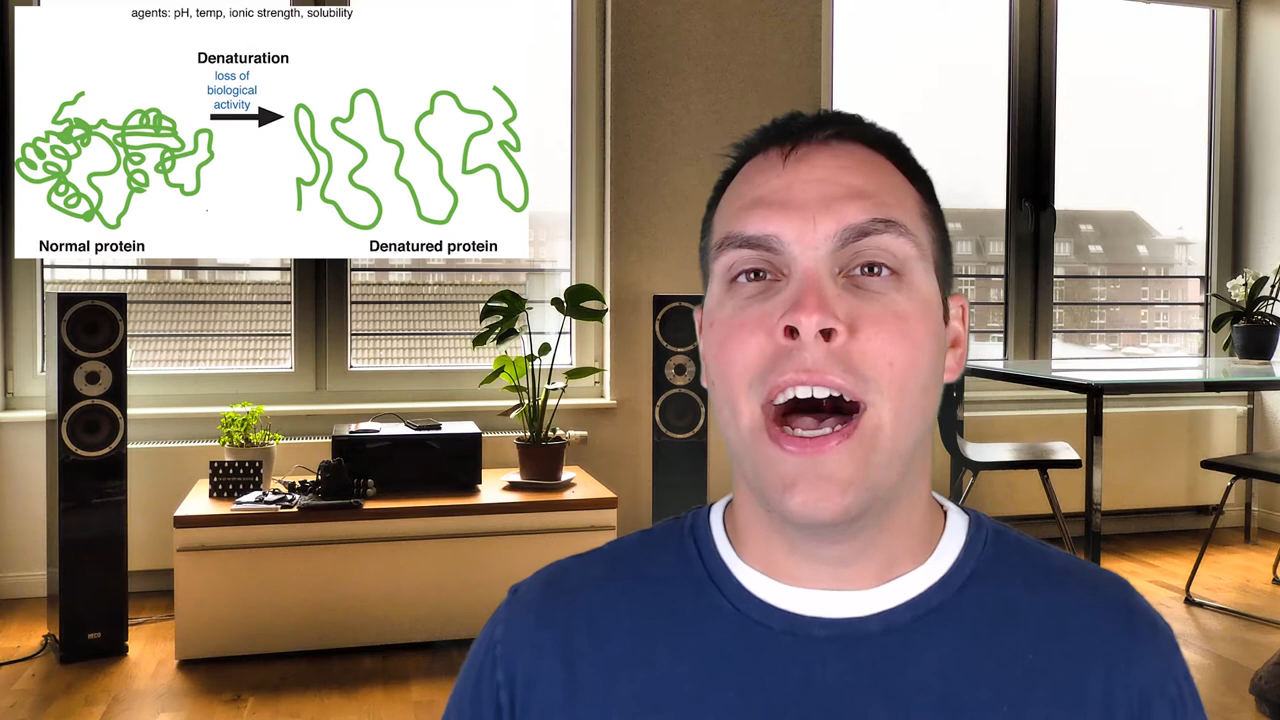 agents: pH, temp, ionic strength, solubility
Denaturation
loss of
biological
activity
Normal protein
Denatured protein